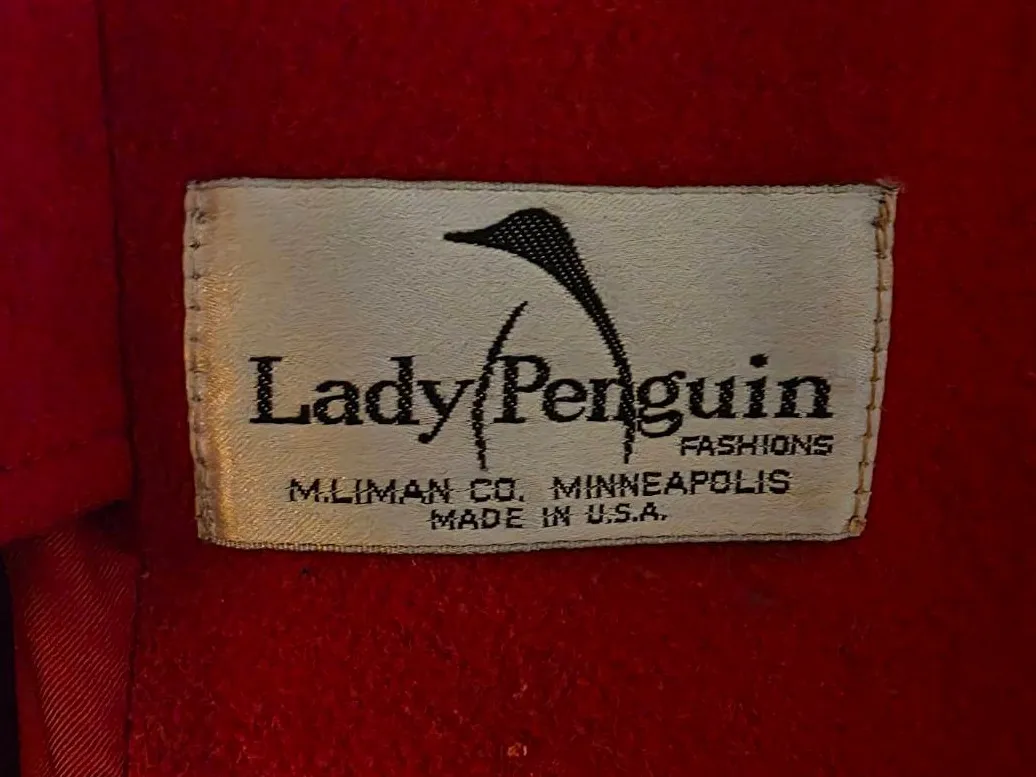 Lady Penguin
FASHIONS
M.LIMAN CO. MINNEAPOLIS
MADE IN U.S.A.